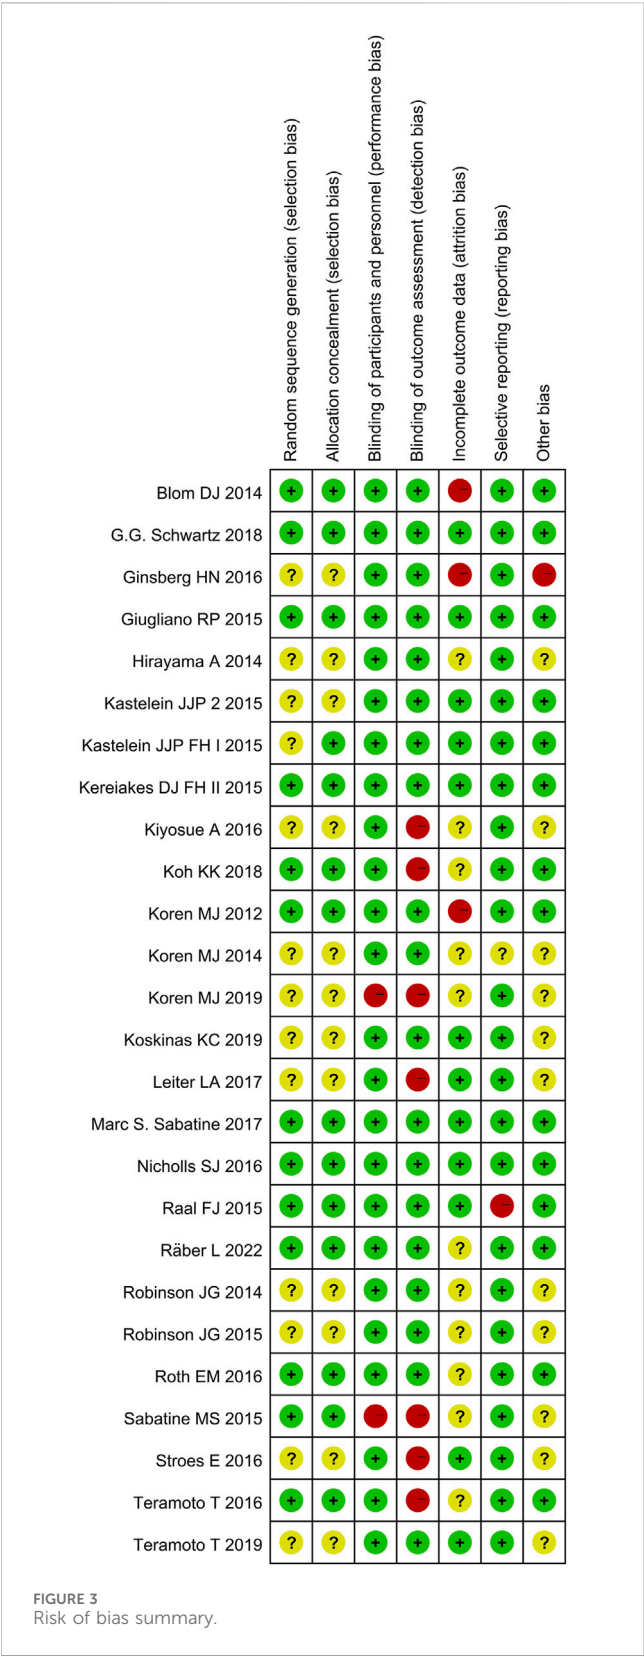 Random sequence generation (selection bias)
Allocation concealment (selection bias)
Blinding of participants and personnel (performance bias)
Blinding of outcome assessment (detection bias)
Incomplete outcome data (attrition bias)
Selective reporting (reporting bias)
Other bias
Blom DJ 2014 + + + + - + +
G.G. Schwartz 2018 + + + + + + +
Ginsberg HN 2016 ? ? + + - + -
Giugliano RP 2015 + + + + + + +
Hirayama A 2014 ? ? + + ? + ?
Kastelein JJP 2 2015 ? ? + + + + +
Kastelein JJP FH I 2015 ? + + + + + +
Kereiakes DJ FH II 2015 + + + + + + +
Kiyosue A 2016 ? ? + - ? + ?
Koh KK 2018 + + + - ? + +
Koren MJ 2012 + + + + - + +
Koren MJ 2014 ? ? + + ? ? ?
Koren MJ 2019 ? ? - - ? + ?
Koskinas KC 2019 ? ? + + + + ?
Leiter LA 2017 ? ? + - + + ?
Marc S. Sabatine 2017 + + + + + + +
Nicholls SJ 2016 + + + + + + +
Raal FJ 2015 + + + + + - +
Räber L 2022 + + + + ? + +
Robinson JG 2014 ? ? + + ? + ?
Robinson JG 2015 ? ? + + ? + ?
Roth EM 2016 + + + + ? + +
Sabatine MS 2015 + + - - ? + ?
Stroes E 2016 ? ? + - + + ?
Teramoto T 2016 + + + - ? + +
Teramoto T 2019 ? ? + + + + ?
FIGURE 3
Risk of bias summary.